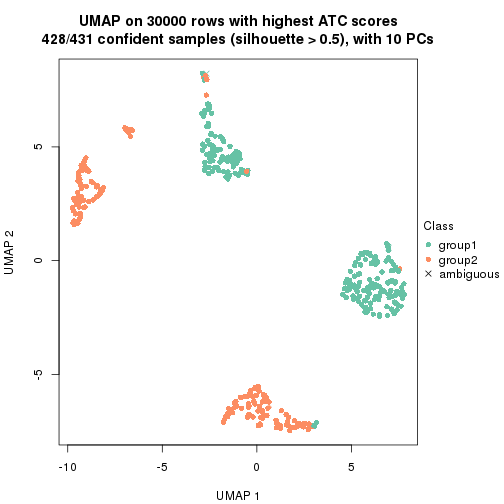 UMAP on 30000 rows with highest ATC scores
428/431 confident samples (silhouette > 0.5), with 10 PCs
5
0
-5
UMAP 2
-10
-5
0
5
UMAP 1
Class
group1
group2
ambiguous